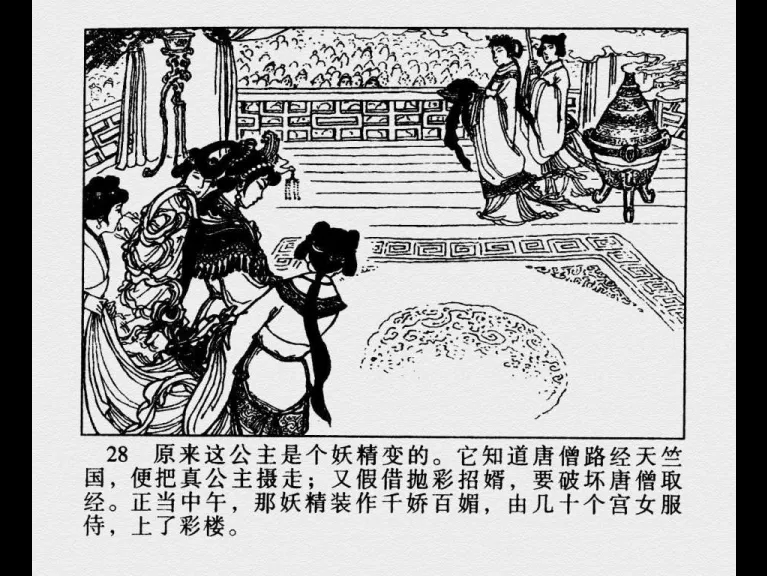 28 原来这公主是个妖精变的。它知道唐僧路经天竺
国，便把真公主摄走；又假借抛彩招婿，要破坏唐僧取
经。正当中午，那妖精装作千娇百媚，由几十个宫女服
侍，上了彩楼。